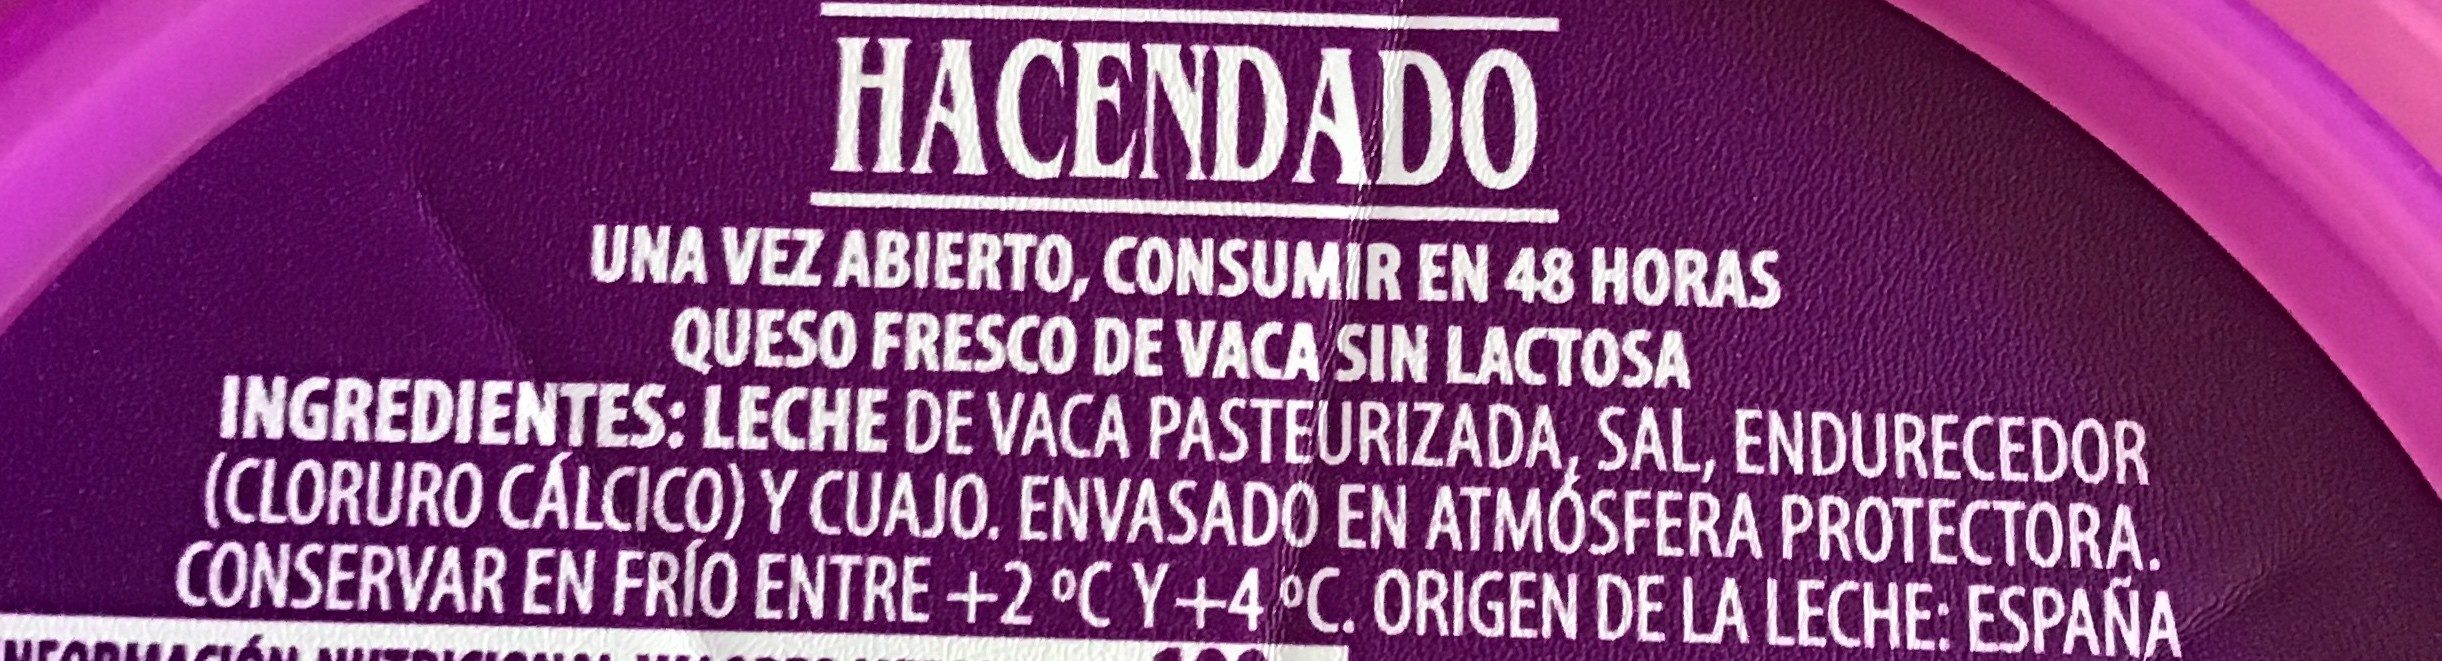 HACENDADO
UNA VEZ ABIERTO, CONSUMIR EN 48 HORAS
QUESO FRESCO DE VACA SIN LACTOSA
INGREDIENTES: LECHE DE VACA PASTEURIZADA, SAL, ENDURECEDOR
(CLORURO CÁLCICO) Y CUAJO. ENVASADO EN ATMÓSFERA PROTECTORA.
CONSERVAR EN FRÍO ENTRE +2 ºC Y +4 ºC. ORIGEN DE LA LECHE: ESPAÑA